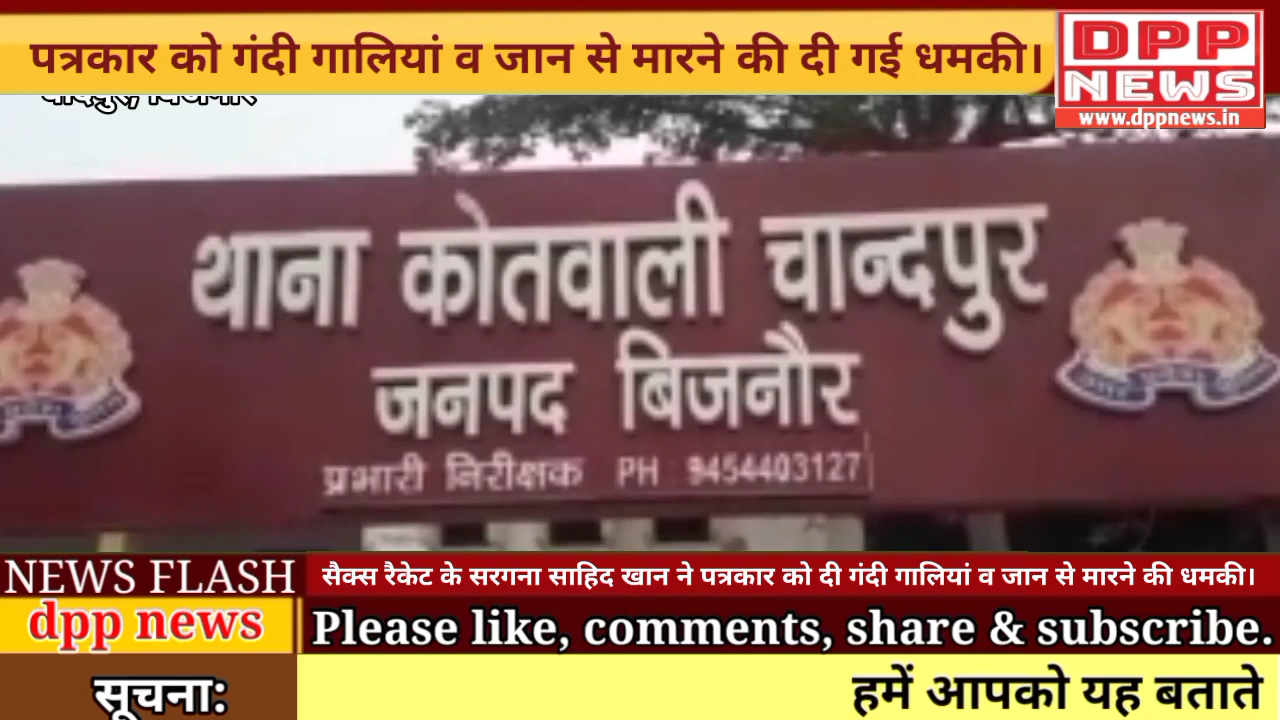 पत्रकार को गंदी गालियां व जान से मारने की दी गई धमकी।
DPP
NEWS
www.dppnews.in
थाना कोतवाली चान्दपुर
जनपद बिजनौर
प्रभारी निरीक्षक PH 9454403127
NEWS FLASH
सैक्स रैकेट के सरगना साहिद खान ने पत्रकार को दी गंदी गालियां व जान से मारने की धमकी।
dpp news
Please like, comments, share & subscribe.
सूचना:
हमें आपको यह बताते